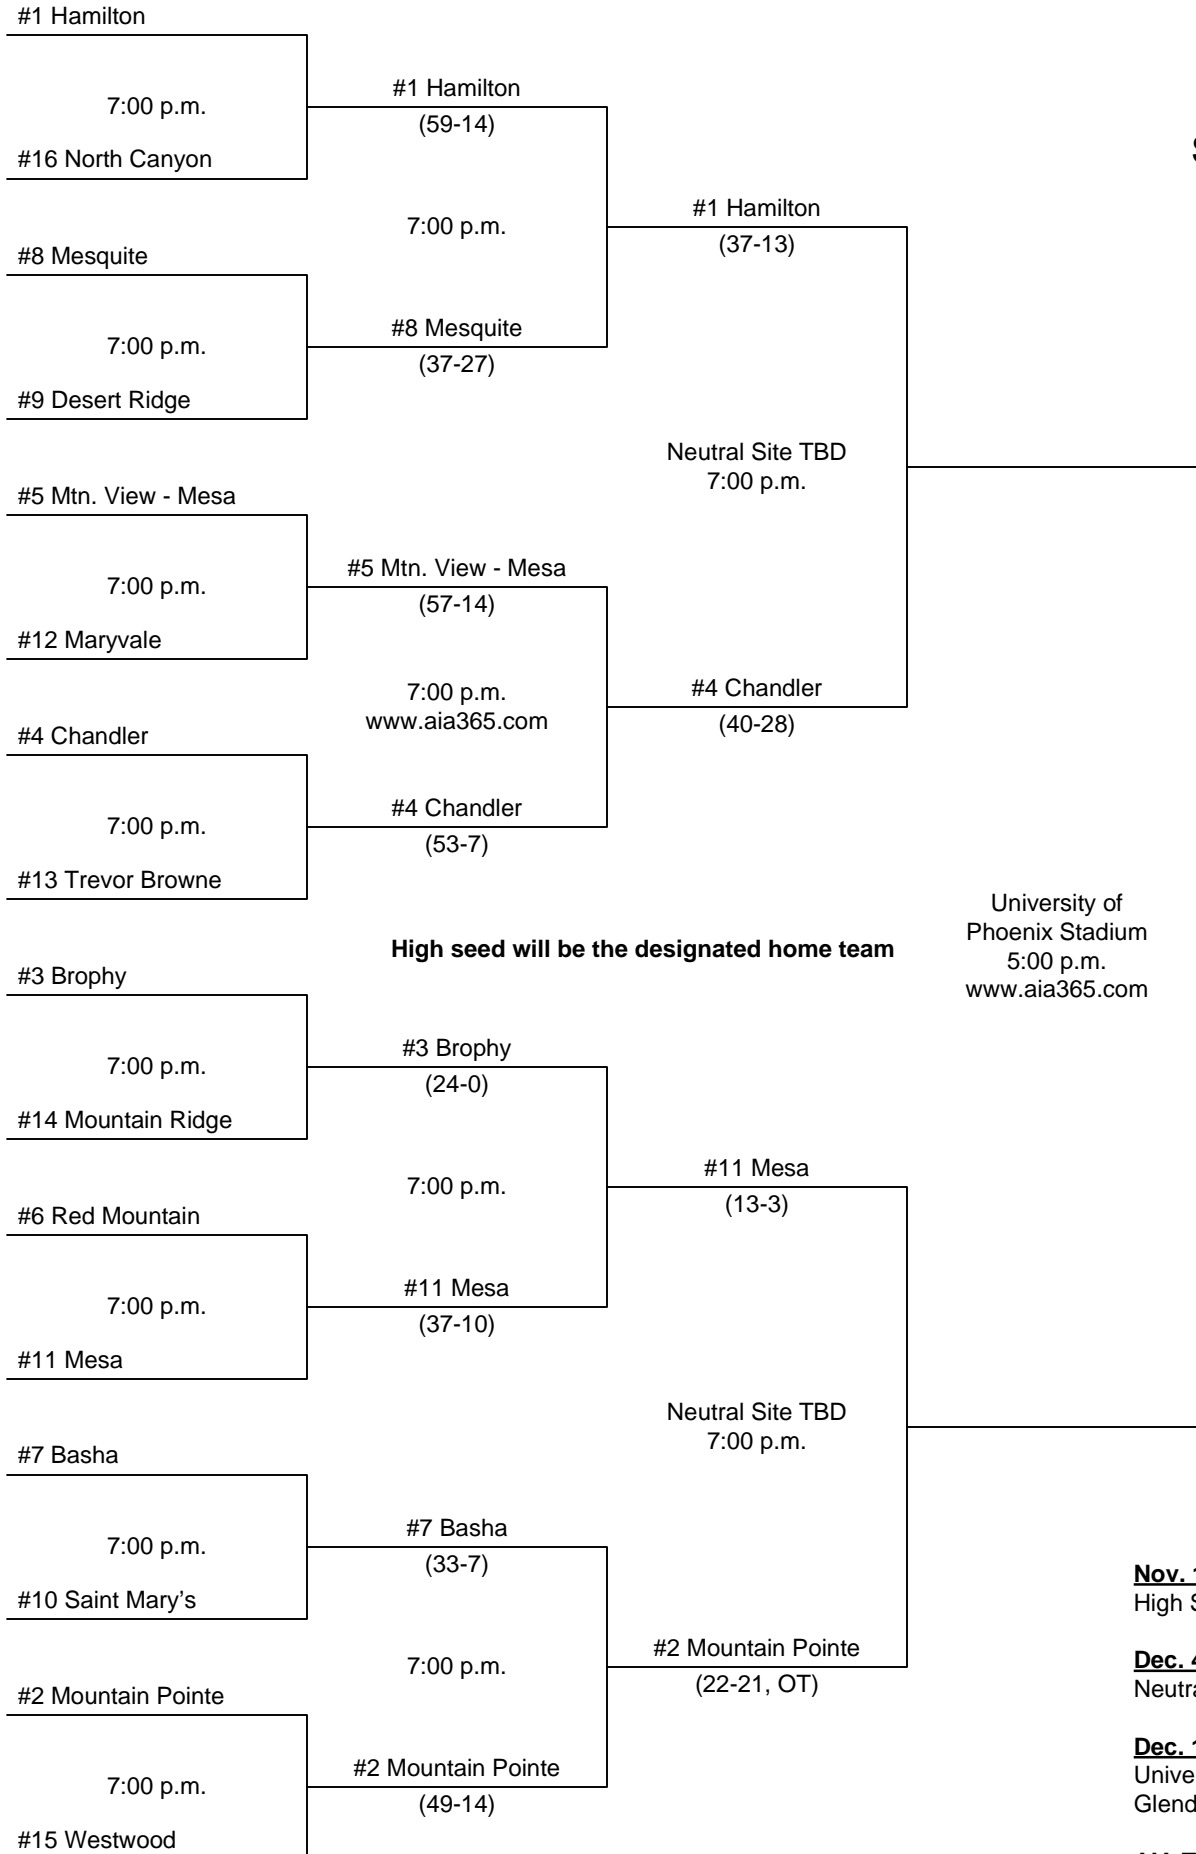 #1 Hamilton
7:00 p.m.
#16 North Canyon
#8 Mesquite
7:00 p.m.
#9 Desert Ridge
#5 Mtn. View - Mesa
7:00 p.m.
#12 Maryvale
#4 Chandler
7:00 p.m.
#13 Trevor Browne
#3 Brophy
7:00 p.m.
#14 Mountain Ridge
#6 Red Mountain
7:00 p.m.
#11 Mesa
#7 Basha
7:00 p.m.
#10 Saint Mary’s
#2 Mountain Pointe
7:00 p.m.
#15 Westwood
#1 Hamilton
(59-14)
7:00 p.m.
#8 Mesquite
(37-27)
#5 Mtn. View - Mesa
(57-14)
7:00 p.m.
www.aia365.com
#4 Chandler
(53-7)
High seed will be the designated home team
#3 Brophy
(24-0)
7:00 p.m.
#11 Mesa
(37-10)
#7 Basha
(33-7)
7:00 p.m.
#2 Mountain Pointe
(49-14)
#1 Hamilton
(37-13)
Neutral Site TBD
7:00 p.m.
#4 Chandler
(40-28)
#11 Mesa
(13-3)
Neutral Site TBD
7:00 p.m.
#2 Mountain Pointe
(22-21, OT)
University of
Phoenix Stadium
5:00 p.m.
www.aia365.com
Nov.
High
Dec.